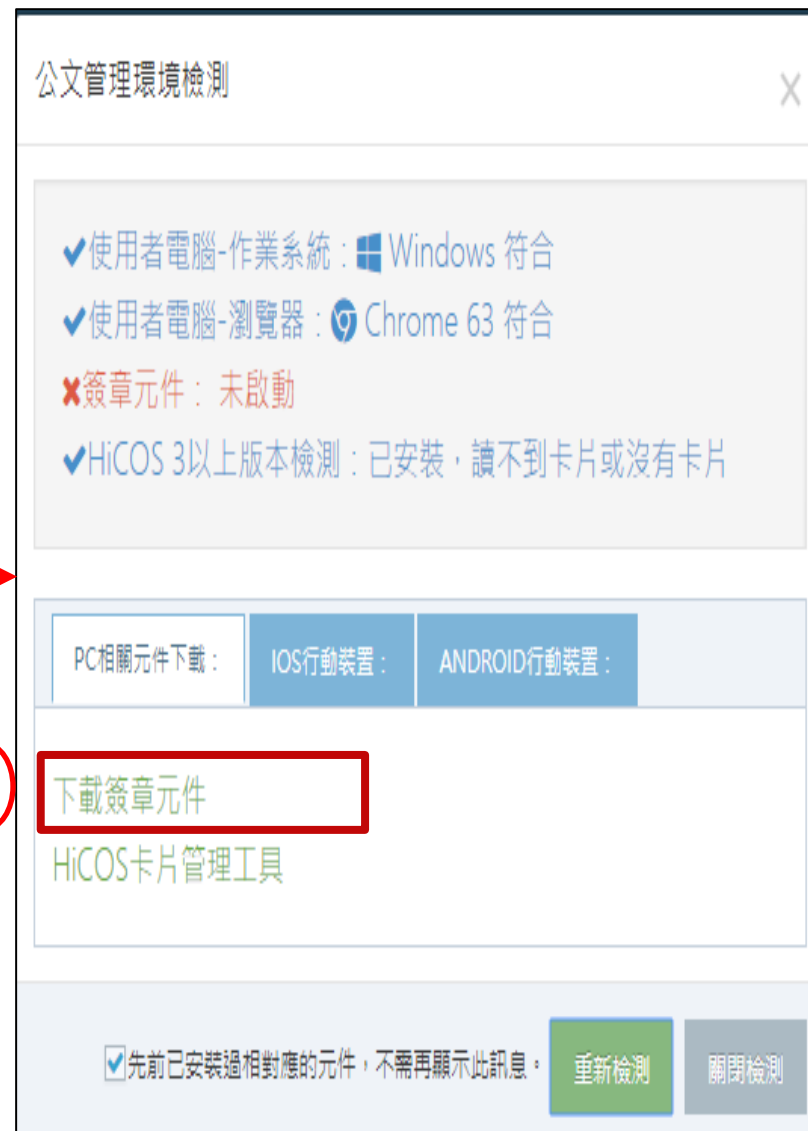 公文管理環境檢測
使用者電腦-作業系統：Windows 符合
使用者電腦-瀏覽器：Chrome 63 符合
簽章元件： 未啟動
HiCOS 3以上版本檢測：已安裝，讀不到卡片或沒有卡片
PC相關元件下載：
IOS行動裝置：
ANDROID行動裝置：
下載簽章元件
HiCOS卡片管理工具
先前已安裝過相對應的元件，不需再顯示此訊息。
重新檢測
關閉檢測